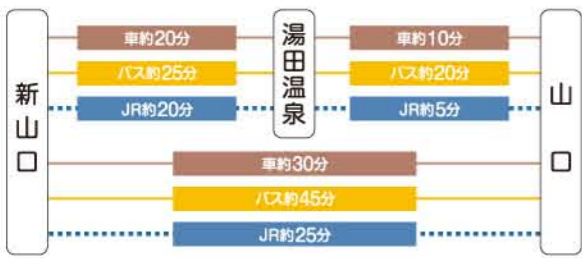 新山口
車約20分
バス約25分
JR約20分
湯田温泉
車約10分
バス約20分
JR約5分
山口
車約30分
バス約45分
JR約25分